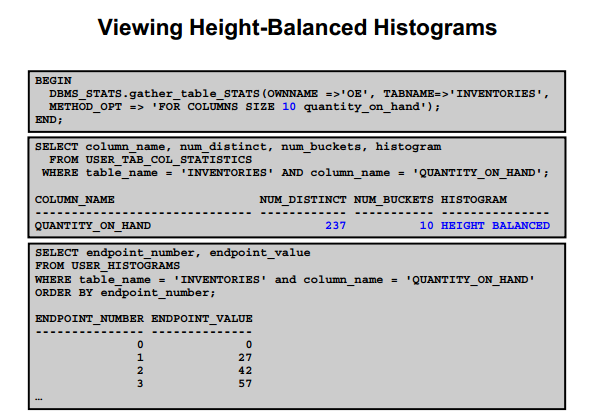 Viewing Height-Balanced Histograms
BEGIN
DBMS_STATS.gather_table_STATS(OWNNAME =>'OE', TABNAME=>'INVENTORIES',
METHOD_OPT => 'FOR COLUMNS SIZE 10 quantity_on_hand');
END;
SELECT column_name, num_distinct, num_buckets, histogram
FROM USER_TAB_COL_STATISTICS
WHERE table_name = 'INVENTORIES' AND column_name = 'QUANTITY_ON_HAND';
COLUMN_NAME NUM_DISTINCT NUM_BUCKETS HISTOGRAM
------------------------------ ------------ ----------- ---------------
QUANTITY_ON_HAND 237 10 HEIGHT BALANCED
SELECT endpoint_number, endpoint_value
FROM USER_HISTOGRAMS
WHERE table_name = 'INVENTORIES' and column_name = 'QUANTITY_ON_HAND'
ORDER BY endpoint_number;
ENDPOINT_NUMBER ENDPOINT_VALUE
--------------- --------------
0 0
1 27
2 42
3 57
…